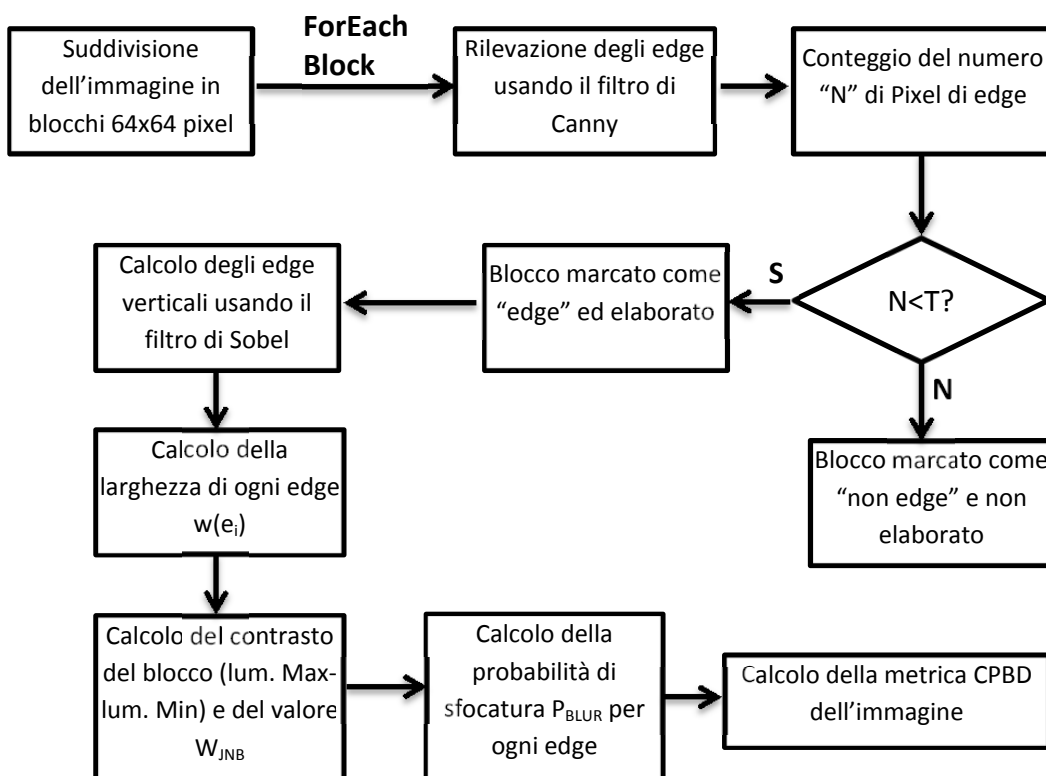 Suddivisione
dell’immagine in
blocchi 64x64 pixel
ForEach
Block
Rilevazione degli edge
usando il filtro di
Canny
Conteggio del numero
“N” di Pixel di edge
N<T?
S
N
Blocco marcato come
“edge” ed elaborato
Blocco marcato come
“non edge” e non
elaborato
Calcolo degli edge
verticali usando il
filtro di Sobel
Calcolo della
larghezza di ogni edge
w(eᵢ)
Calcolo del contrasto
del blocco (lum. Max-
lum. Min) e del valore
W_JNB
Calcolo della
probabilità di
sfocatura P_BLUR per
ogni edge
Calcolo della metrica CPBD
dell’immagine